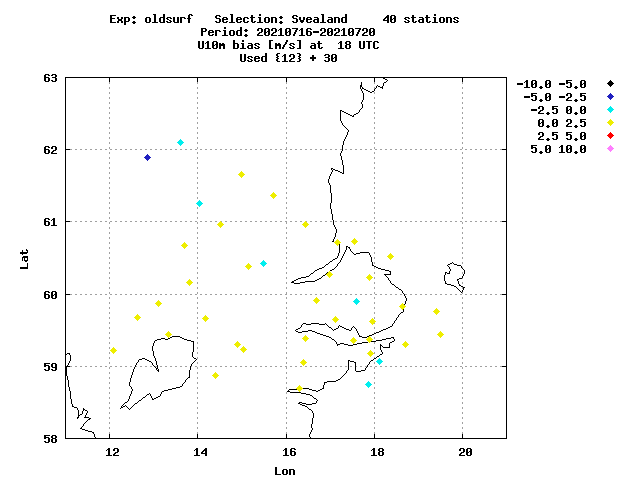 Exp: oldsurf   Selection: Svealand     40 stations
Period: 20210716-20210720
U10m bias [m/s] at  18 UTC
Used {12} + 30
63
62
61
60
59
58
Lat
12
14
16
18
20
Lon
-10.0 -5.0
-5.0 -2.5
-2.5 0.0
0.0 2.5
2.5 5.0
5.0 10.0